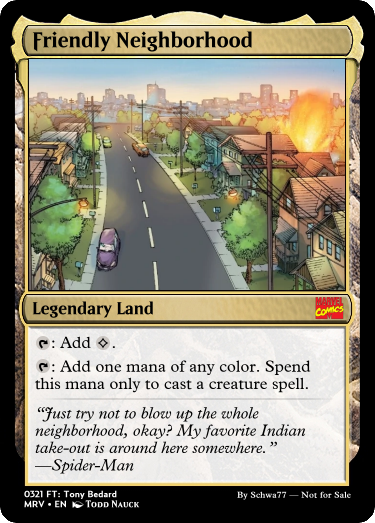 Friendly Neighborhood
Legendary Land
MARVEL
COMICS
: Add .
: Add one mana of any color. Spend
this mana only to cast a creature spell.
“Just try not to blow up the whole
neighborhood, okay? My favorite Indian
take-out is around here somewhere.”
—Spider-Man
0321 FT: Tony Bedard
MRV • EN Todd Nauck
By Schwa77 — Not for Sale